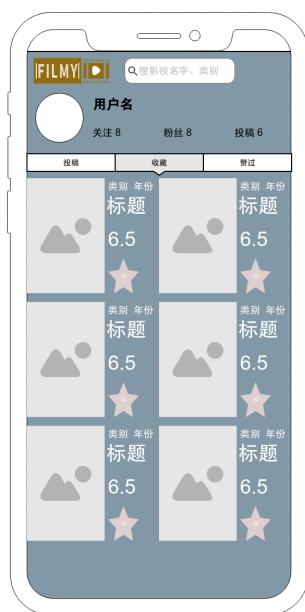 FILMY
搜影视名字、类别
用户名
关注 8 粉丝 8 投稿 6
投稿 收藏 赞过
类别 年份 类别 年份
标题 标题
6.5 6.5
类别 年份 类别 年份
标题 标题
6.5 6.5
类别 年份 类别 年份
标题 标题
6.5 6.5